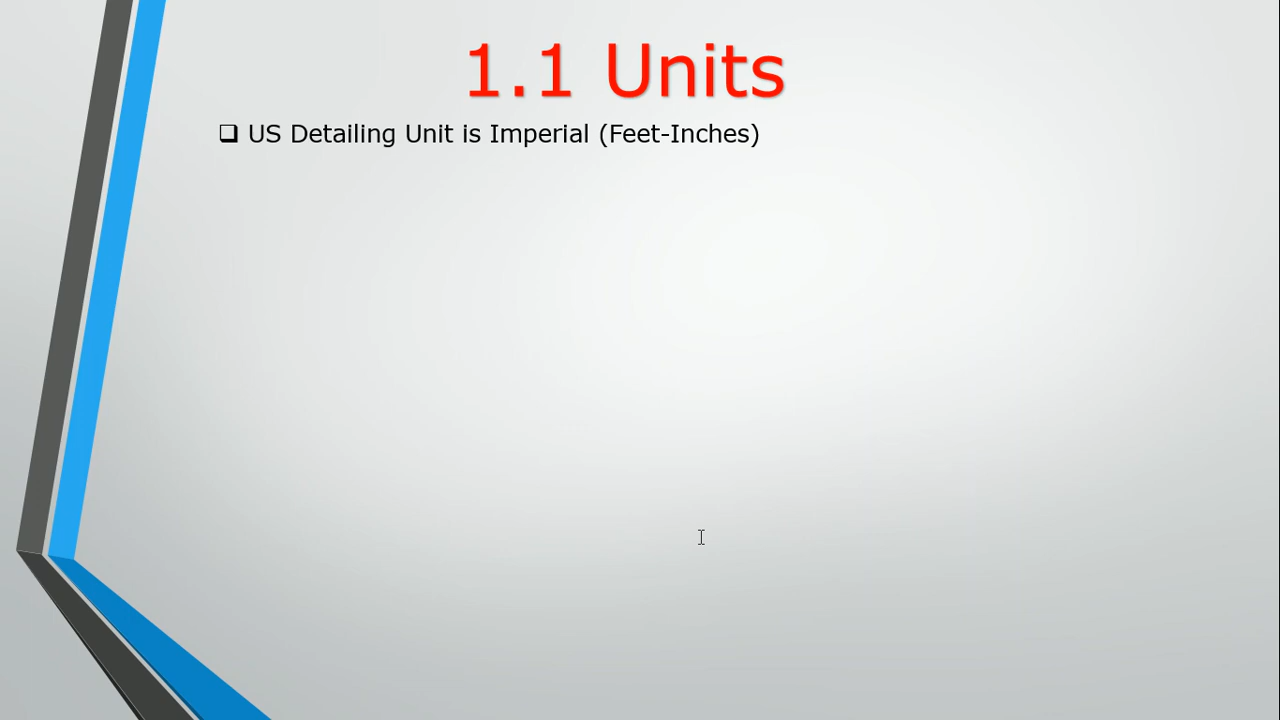 1.1 Units
❑ US Detailing Unit is Imperial (Feet-Inches)